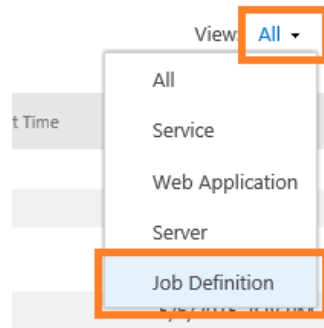 View: All
All
t Time
Service
Web Application
Server
Job Definition